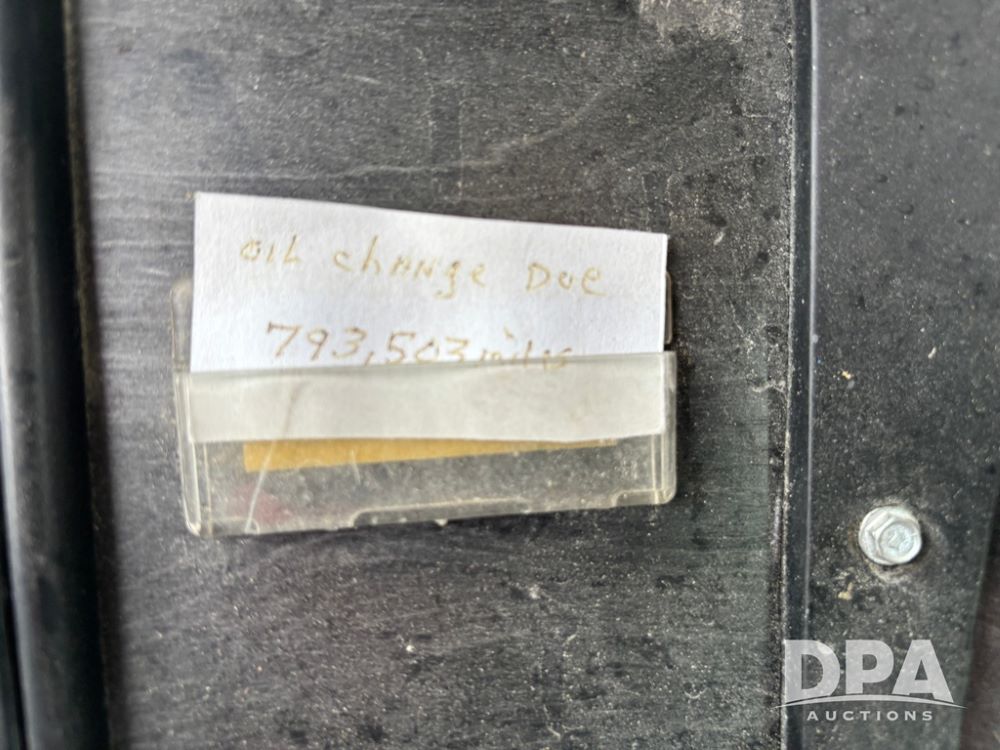 OIL chANge Due
793,503 miles
DPA
AUCTIONS